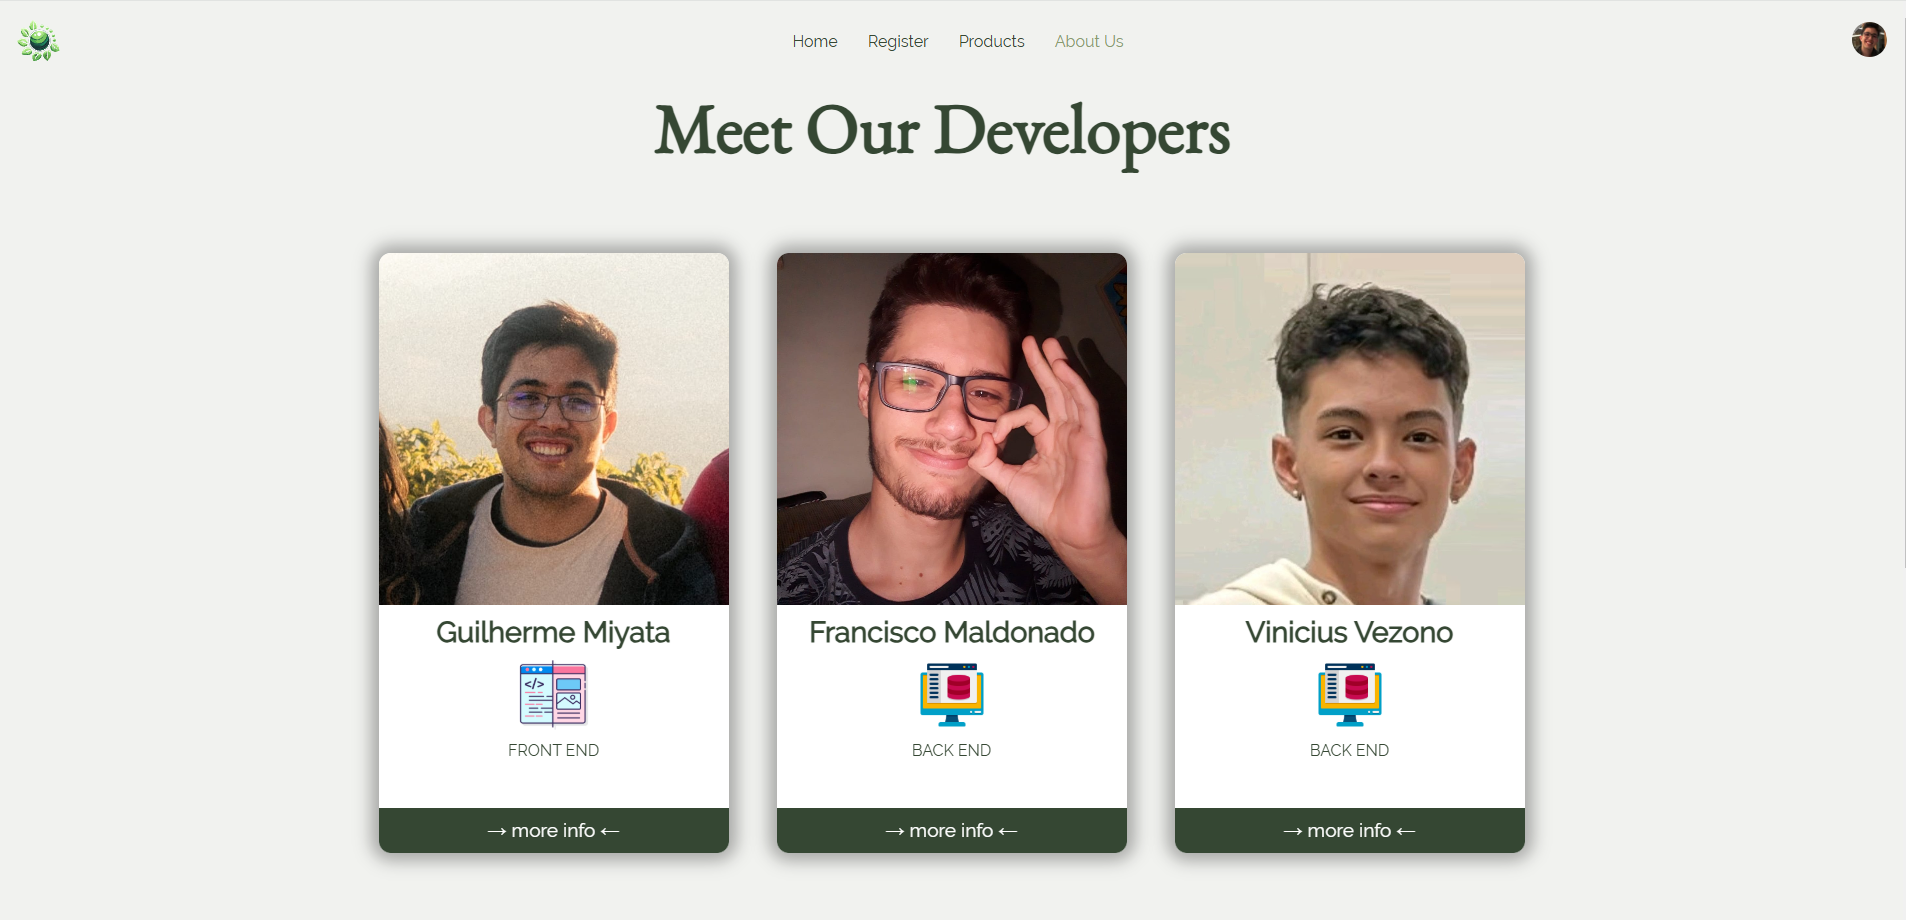 Home Register Products About Us
Meet Our Developers
Guilherme Miyata
</>
FRONT END
→ more info ←
Francisco Maldonado
BACK END
→ more info ←
Vinicius Vezono
BACK END
→ more info ←